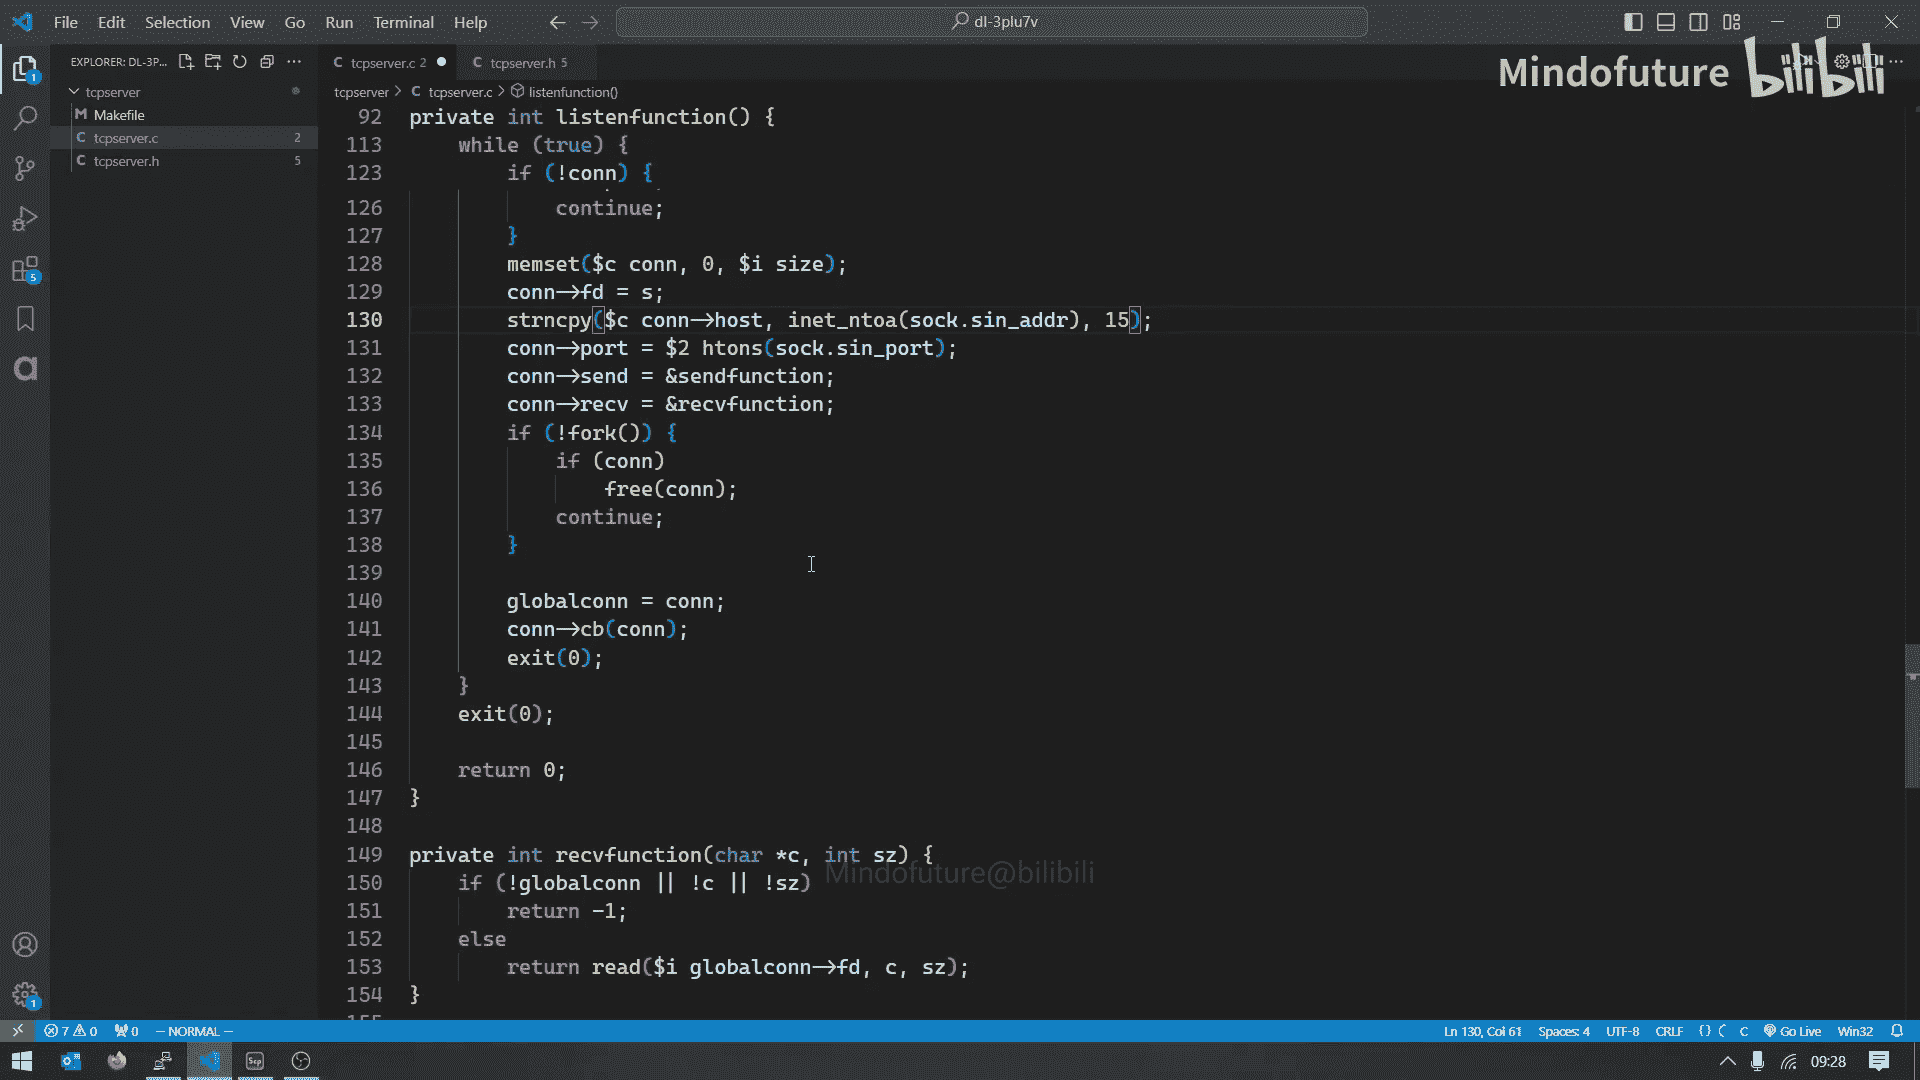 File Edit Selection View Go Run Terminal Help
dl-3plu7v
EXPLORER: DL-3P...
tcpserver.c 2
tcpserver.h 5
Mindofuture bilibili
tcpserver
Makefile
tcpserver.c 2
tcpserver.h 5
tcpserver > C tcpserver.c > listenfunction()
92 private int listenfunction() {
113 while (true) {
123 if (!conn) {
126 continue;
127 }
128 memset($c conn, 0, $i size);
129 conn->fd = s;
130 strncpy($c conn->host, inet_ntoa(sock.sin_addr), 15);
131 conn->port = $2 htons(sock.sin_port);
132 conn->send = &sendfunction;
133 conn->recv = &recvfunction;
134 if (!fork()) {
135 if (conn)
136 free(conn);
137 continue;
138 }
139
140 globalconn = conn;
141 conn->cb(conn);
142 exit(0);
143 }
144 exit(0);
145
146 return 0;
147 }
148
149 private int recvfunction(char *c, int sz) {
Mindofuture@bilibili
150 if (!globalconn || !c || !sz)
151 return -1;
152 else
153 return read($i globalconn->fd, c, sz);
154 }
7 0 0 -- NORMAL -- Ln 130, Col 61 Spaces: 4 UTF-8 CRLF {} C Go Live Win32
09:28